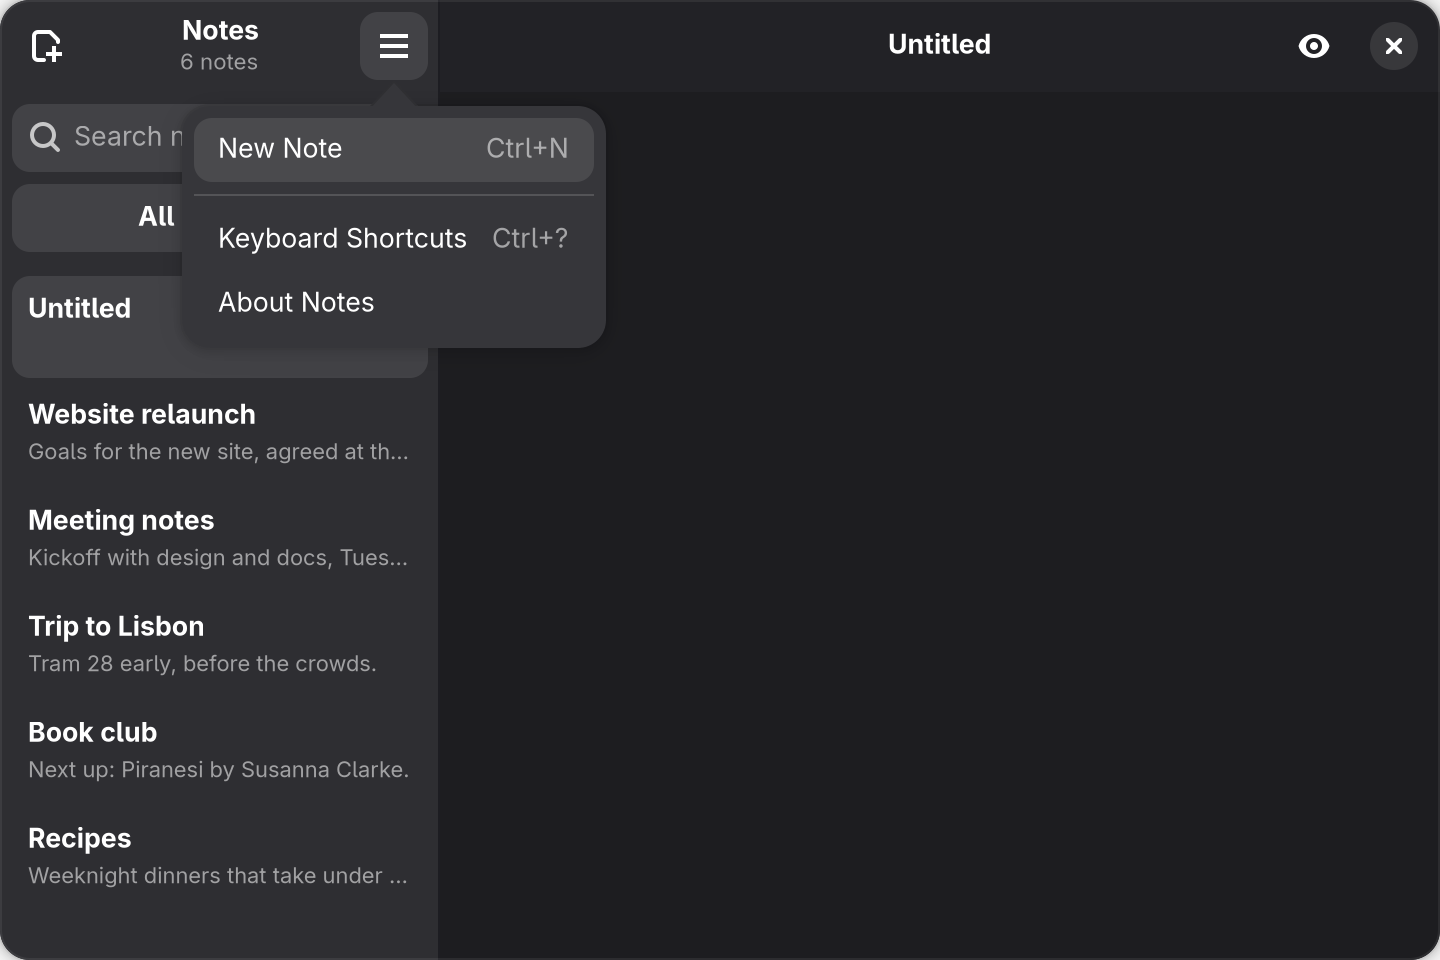 Notes
6 notes
Untitled
Search n
All
New Note Ctrl+N
Keyboard Shortcuts Ctrl+?
About Notes
Untitled
Website relaunch
Goals for the new site, agreed at th...
Meeting notes
Kickoff with design and docs, Tues...
Trip to Lisbon
Tram 28 early, before the crowds.
Book club
Next up: Piranesi by Susanna Clarke.
Recipes
Weeknight dinners that take under ...